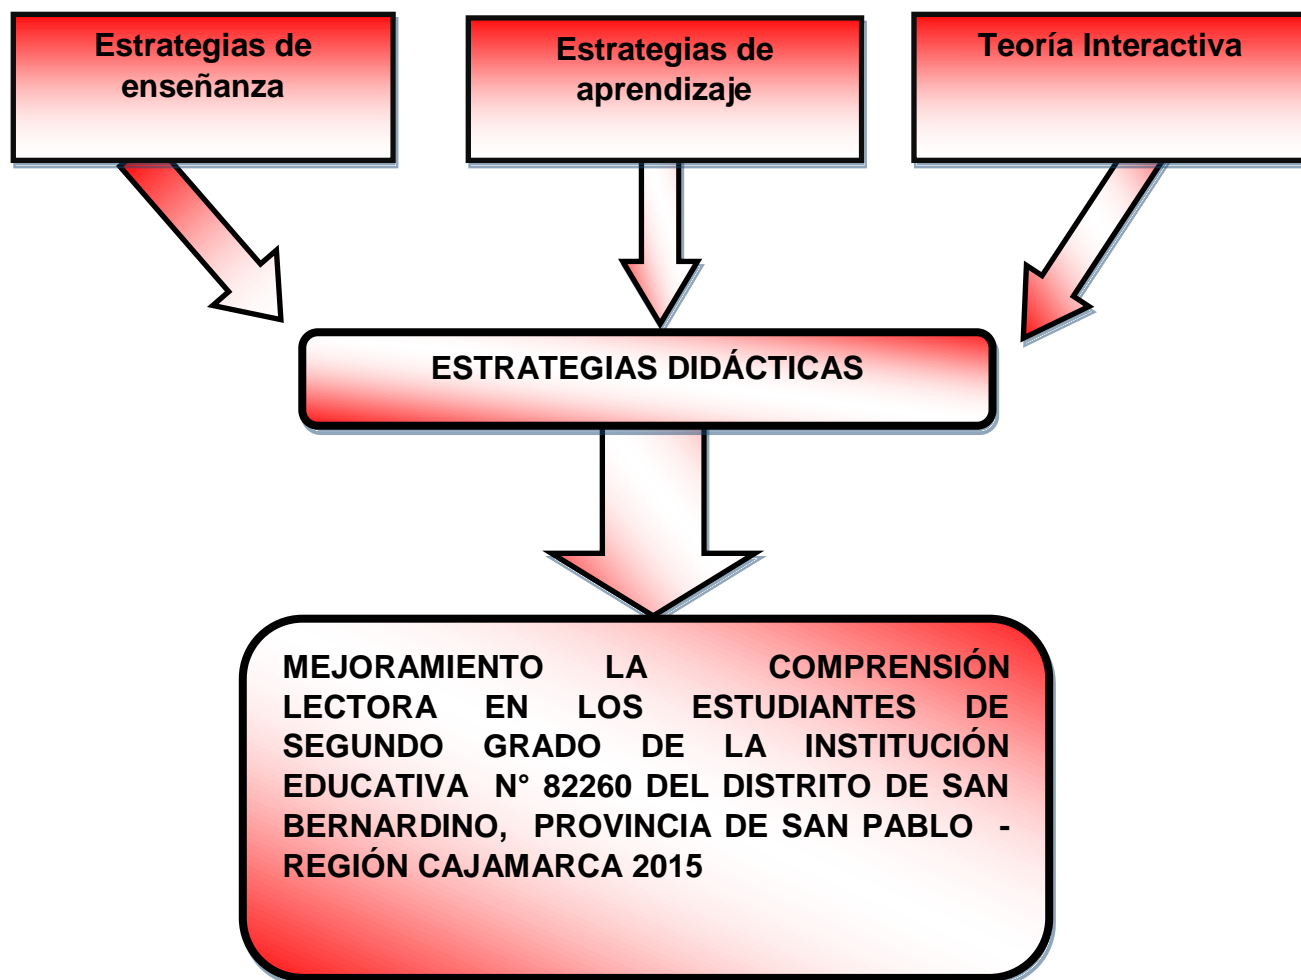 Estrategias de
enseñanza
Estrategias de
aprendizaje
Teoría Interactiva
ESTRATEGIAS DIDÁCTICAS
MEJORAMIENTO LA COMPRENSIÓN
LECTORA EN LOS ESTUDIANTES DE
SEGUNDO GRADO DE LA INSTITUCIÓN
EDUCATIVA N° 82260 DEL DISTRITO DE SAN
BERNARDINO, PROVINCIA DE SAN PABLO -
REGIÓN CAJAMARCA 2015